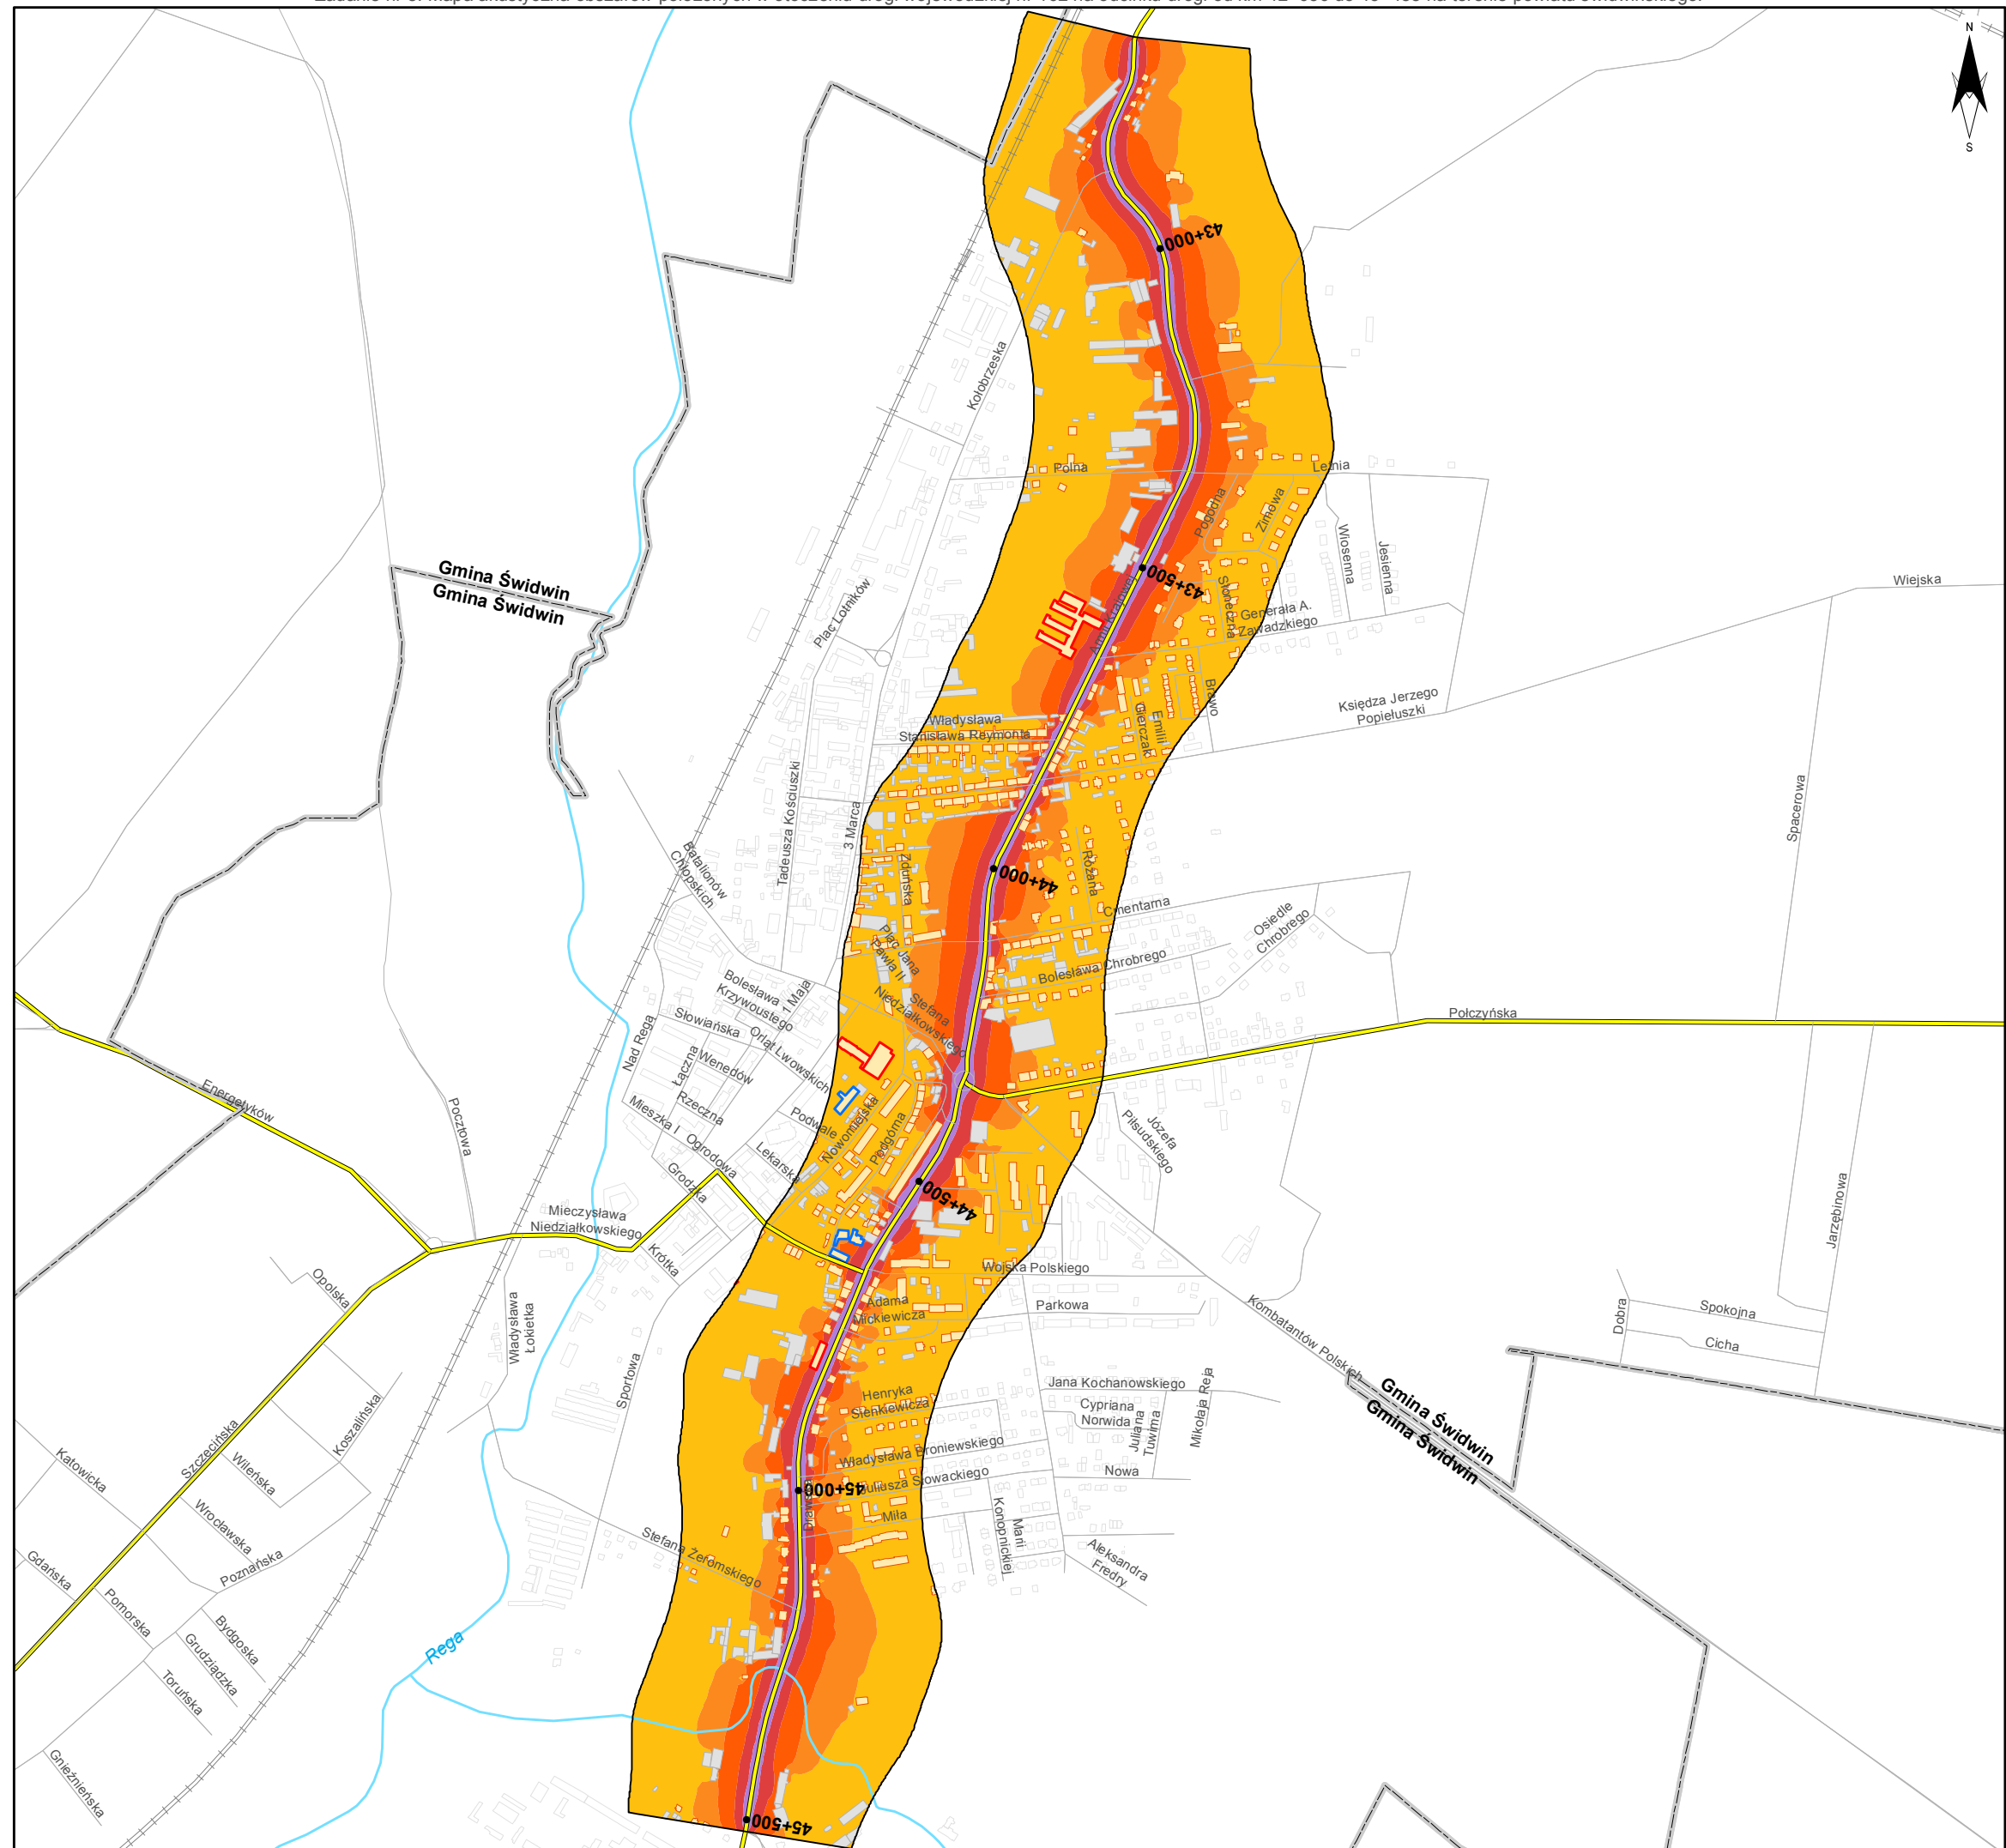 N
S
43+000
Kołobrzeska
Polna
Letnia
Pogodna
Zimowa
Wiosenna
Jesienna
43+500
Armii Krajowej
Słoneczna
Generała A.
Zawadzkiego
Wiejska
Gmina Świdwin
Gmina Świdwin
Plac Lotników
Księdza Jerzego
Popiełuszki
Brawo
Emilii
Gierczak
Władysława
Stanisława Reymonta
Tadeusza Kościuszki
3 Marca
Spacerowa
Batalionów
Chłopskich
Zduńska
Różana
44+000
Cmentarna
Osiedle
Chrobrego
Plac Jana
Pawła II
Bolesława Chrobrego
Bolesława
Krzywoustego
1 Maja
Stefana
Niedziałkowskiego
Połczyńska
Słowiańska
Orląt Lwowskich
Nad Regą
Łączna
Wenedów
Rzeczna
Mieszka I
Ogrodowa
Energetyków
Pocztowa
Podwale
Nowomiejska
Podgórna
Lekarska
Grodzka
Józefa
Piłsudskiego
44+500
Jarzębinowa
Mieczysława
Niedziałkowskiego
Krótka
Opolska
Wojska Polskiego
Adama
Mickiewicza
Parkowa
Kombatantów Polskich
Dobra
Spokojna
Cicha
Władysława
Łokietka
Sportowa
Jana Kochanowskiego
Cypriana
Norwida
Juliana
Tuwima
Mikołaja Reja
Gmina Świdwin
Gmina Świdwin
Henryka
Sienkiewicza
Władysława Broniewskiego
Juliusza Słowackiego
Nowa
Miła
45+000
Marii
Konopnickiej
Aleksandra
Fredry
Stefana Żeromskiego
Koszalińska
Szczecińska
Wileńska
Katowicka
Wrocławska
Poznańska
Gdańska
Pomorska
Bydgoska
Grudziądzka
Toruńska
Gnieźnieńska
Rega
45+500